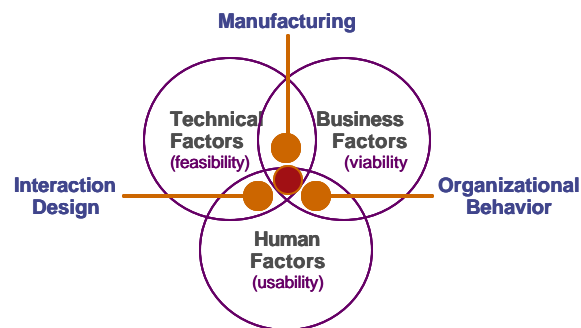 Manufacturing
Technical
Factors
(feasibility)
Business
Factors
(viability
Interaction
Design
Organizational
Behavior
Human
Factors
(usability)